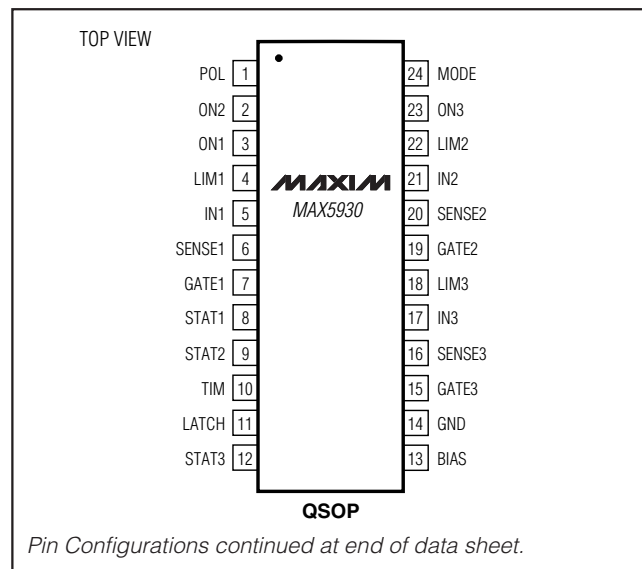 TOP VIEW
POL 1
ON2 2
ON1 3
LIM1 4
IN1 5
SENSE1 6
GATE1 7
STAT1 8
STAT2 9
TIM 10
LATCH 11
STAT3 12
MAXIM
MAX5930
24 MODE
23 ON3
22 LIM2
21 IN2
20 SENSE2
19 GATE2
18 LIM3
17 IN3
16 SENSE3
15 GATE3
14 GND
13 BIAS
QSOP
Pin Configurations continued at end of data sheet.